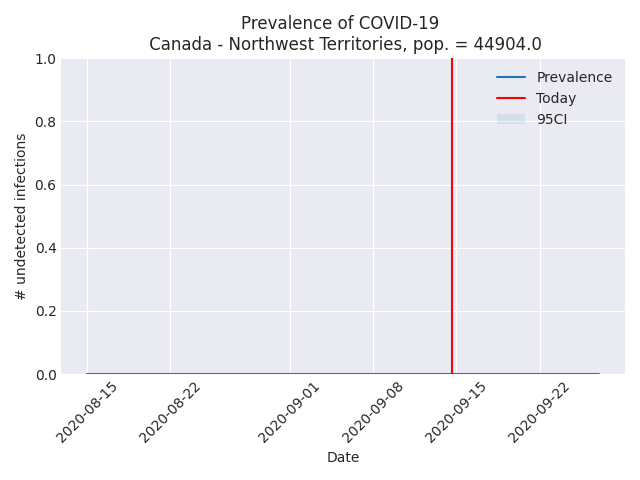 Prevalence of COVID-19
Canada - Northwest Territories, pop. = 44904.0
Prevalence
Today
95CI
# undetected infections
1.0
0.8
0.6
0.4
0.2
0.0
2020-08-15
2020-08-22
2020-09-01
2020-09-08
2020-09-15
2020-09-22
Date